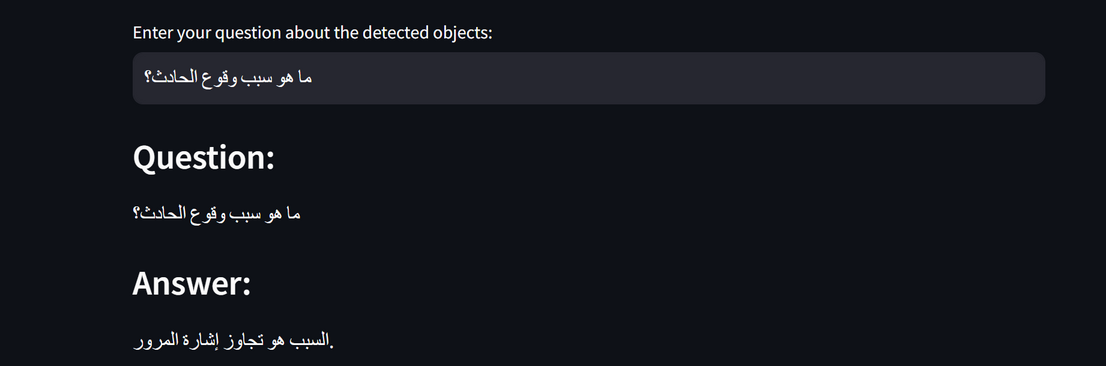 Enter your question about the detected objects:
ما هو سبب وقوع الحادث؟
Question:
ما هو سبب وقوع الحادث؟
Answer:
السبب هو تجاوز إشارة المرور.